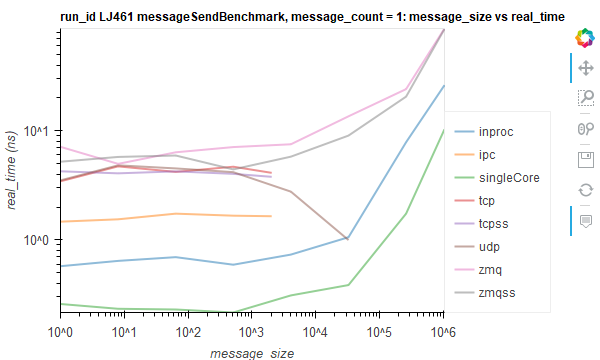 run_id LJ461 messageSendBenchmark, message_count = 1: message_size vs real_time
real_time (ns)
10^1
10^0
10^0
10^1
10^2
10^3
10^4
10^5
10^6
message_size
inproc
ipc
singleCore
tcp
tcpss
udp
zmq
zmqss